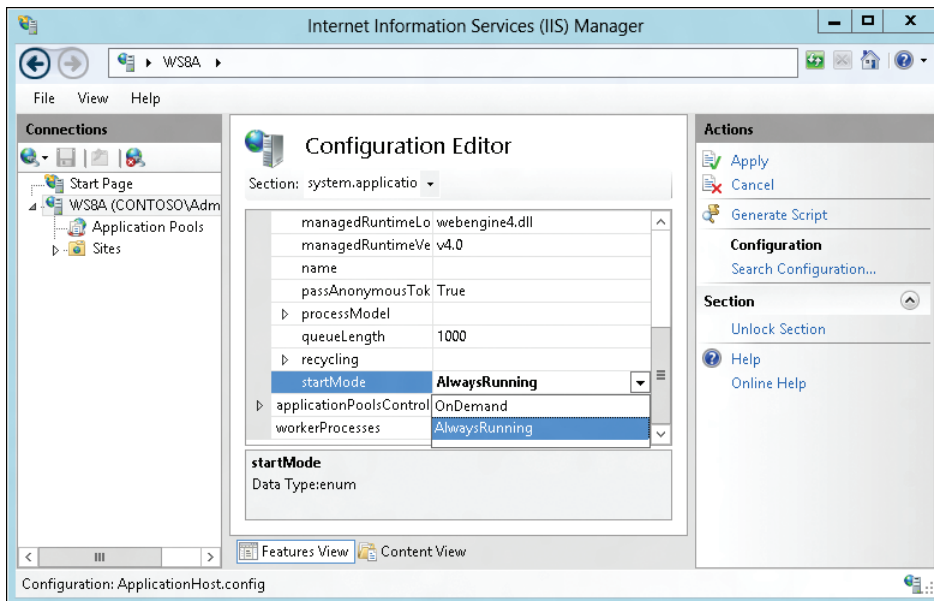 Internet Information Services (IIS) Manager
WS8A
File View Help
Connections
Start Page
WS8A (CONTOSO\Adm
Application Pools
Sites
Configuration Editor
Section: system.applicatio
managedRuntimeLo webengine4.dll
managedRuntimeVe v4.0
name
passAnonymousTok True
processModel
queueLength 1000
recycling
startMode AlwaysRunning
applicationPoolsControl OnDemand
workerProcesses AlwaysRunning
startMode
Data Type:enum
Features View Content View
Actions
Apply
Cancel
Generate Script
Configuration
Search Configuration...
Section
Unlock Section
Help
Online Help
Configuration: ApplicationHost.config